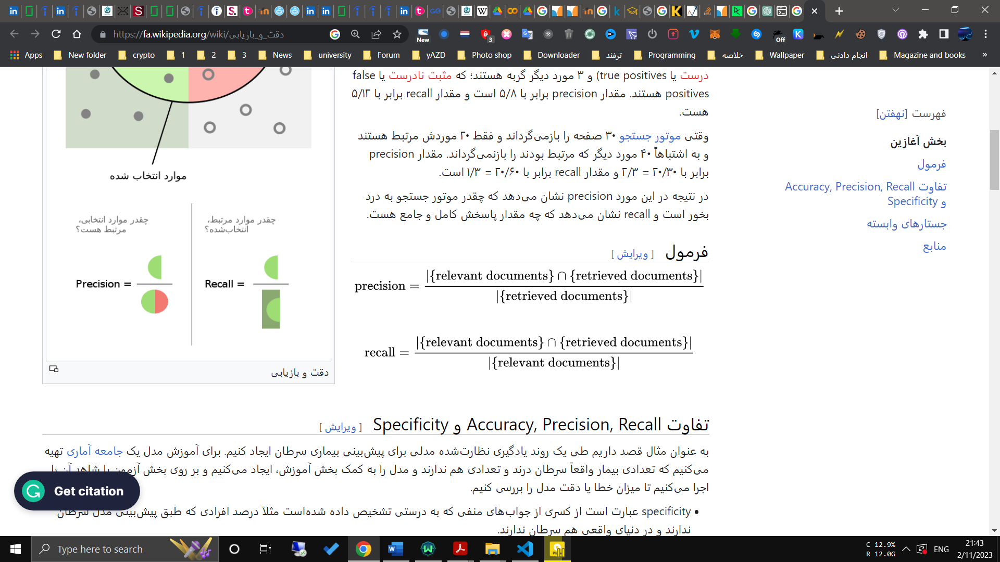 https://fa.wikipedia.org/wiki/دقت_و_بازیابی
New
3
Off
Apps
New folder
crypto
1
2
3
News
university
Forum
yAZD
Photo shop
Downloader
ترفند
Programming
خلاصه
Wallpaper
انجام دادنی
Magazine and books
»
درست یا true positives) و ۳ مورد دیگر گربه هستند؛ که مثبت نادرست یا false
positives هستند. مقدار precision برابر با ۵/۸ است و مقدار recall برابر با ۵/۱۲
هست.
وقتی موتور جستجو ۳۰ صفحه را بازمی‌گرداند و فقط ۲۰ موردش مرتبط هستند
و به اشتباهاً ۴۰ مورد دیگر که مرتبط بودند را بازنمی‌گرداند. مقدار precision
برابر با ۲۰/۳۰ = ۲/۳ و مقدار recall برابر با ۲۰/۶۰ = ۱/۳ است.
در نتیجه در این مورد precision نشان می‌دهد که چقدر موتور جستجو به درد
بخور است و recall نشان می‌دهد که چه مقدار پاسخش کامل و جامع هست.
فرمول [ ویرایش ]
precision = |{relevant documents} ∩ {retrieved documents}|
|{retrieved documents}|
recall = |{relevant documents} ∩ {retrieved documents}|
|{relevant documents}|
موارد انتخاب شده
چقدر موارد مرتبط،
انتخاب‌شده؟
چقدر موارد انتخابی،
مرتبط هست؟
Precision =
Recall =
دقت و بازیابی
فهرست [نهفتن]
بخش آغازین
فرمول
تفاوت Accuracy, Precision, Recall
و Specificity
جستارهای وابسته
منابع
تفاوت Accuracy, Precision, Recall و Specificity [ ویرایش ]
به عنوان مثال قصد داریم طی یک روند یادگیری نظارت‌شده مدلی برای پیش‌بینی بیماری سرطان ایجاد کنیم. برای آموزش مدل یک جامعه آماری تهیه
می‌کنیم که تعدادی بیمار واقعاً سرطان درند و تعدادی هم ندارند و مدل را به کمک بخش آموزش، ایجاد می‌کنیم و بر روی بخش آزمون یا شاهد آن را
اجرا می‌کنیم تا میزان خطا یا دقت مدل را بررسی کنیم.
• specificity عبارت است از کسری از جواب‌های منفی که به درستی تشخیص داده شده‌است مثلاً درصد افرادی که طبق پیش‌بینی مدل سرطان
ندارند و در دنیای واقعی هم سرطان ندارند.
Get citation
Type here to search
C 12.9%
R 12.0G
ENG
21:43
2/11/2023